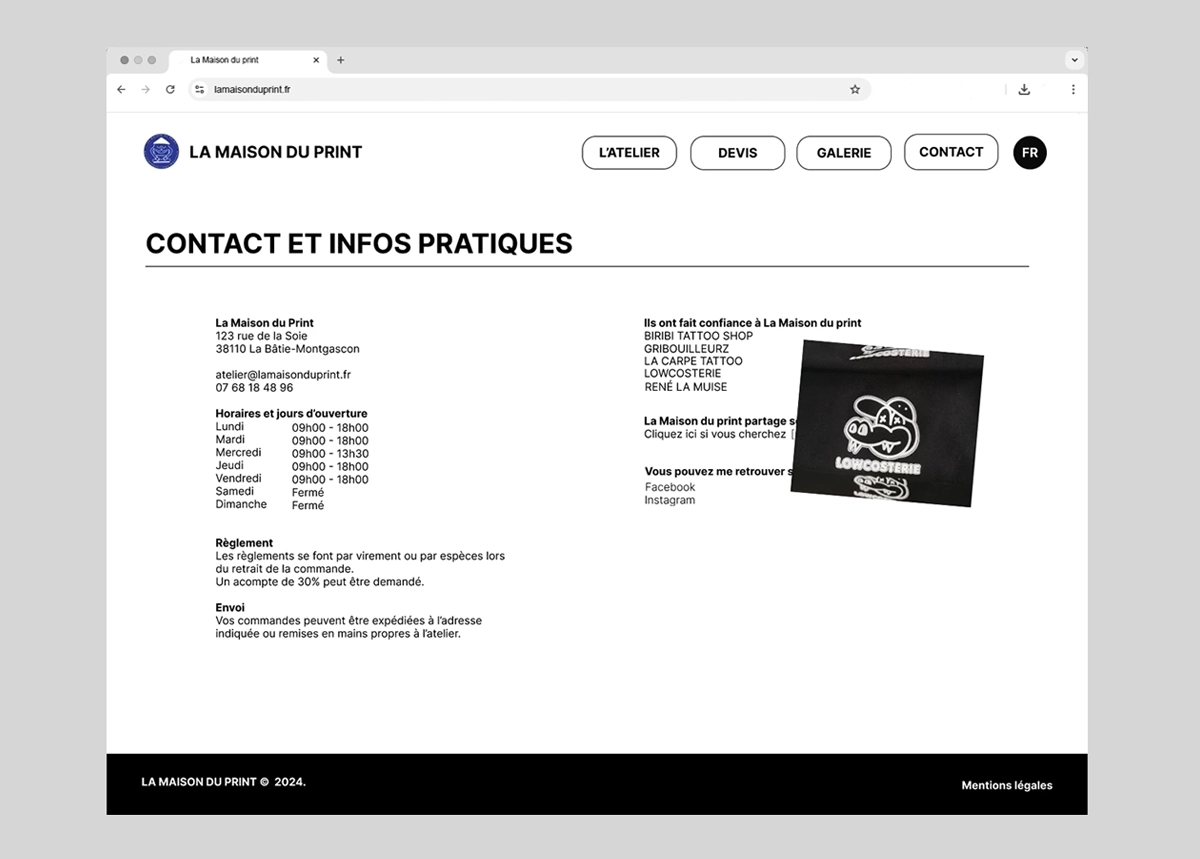 La Maison du print
lamaisonduprint.fr
LA MAISON DU PRINT
L'ATELIER
DEVIS
GALERIE
CONTACT
FR
CONTACT ET INFOS PRATIQUES
La Maison du Print
123 rue de la Soie
38110 La Bâtie-Montgascon
atelier@lamaisonduprint.fr
07 68 18 48 96
Horaires et jours d'ouverture
Lundi 09h00 - 18h00
Mardi 09h00 - 18h00
Mercredi 09h00 - 13h30
Jeudi 09h00 - 18h00
Vendredi 09h00 - 18h00
Samedi Fermé
Dimanche Fermé
Règlement
Les règlements se font par virement ou par espèces lors
du retrait de la commande.
Un acompte de 30% peut être demandé.
Envoi
Vos commandes peuvent être expédiées à l'adresse
indiquée ou remises en mains propres à l'atelier.
Ils ont fait confiance à La Maison du print
BIRIBI TATTOO SHOP
GRIBOUILLEURZ
LA CARPE TATTOO
LOWCOSTERIE
RENÉ LA MUISE
La Maison du print partage
Cliquez ici si vous cherchez
Vous pouvez me retrouver
Facebook
Instagram
LOWCOSTERIE
LA MAISON DU PRINT © 2024.
Mentions légales